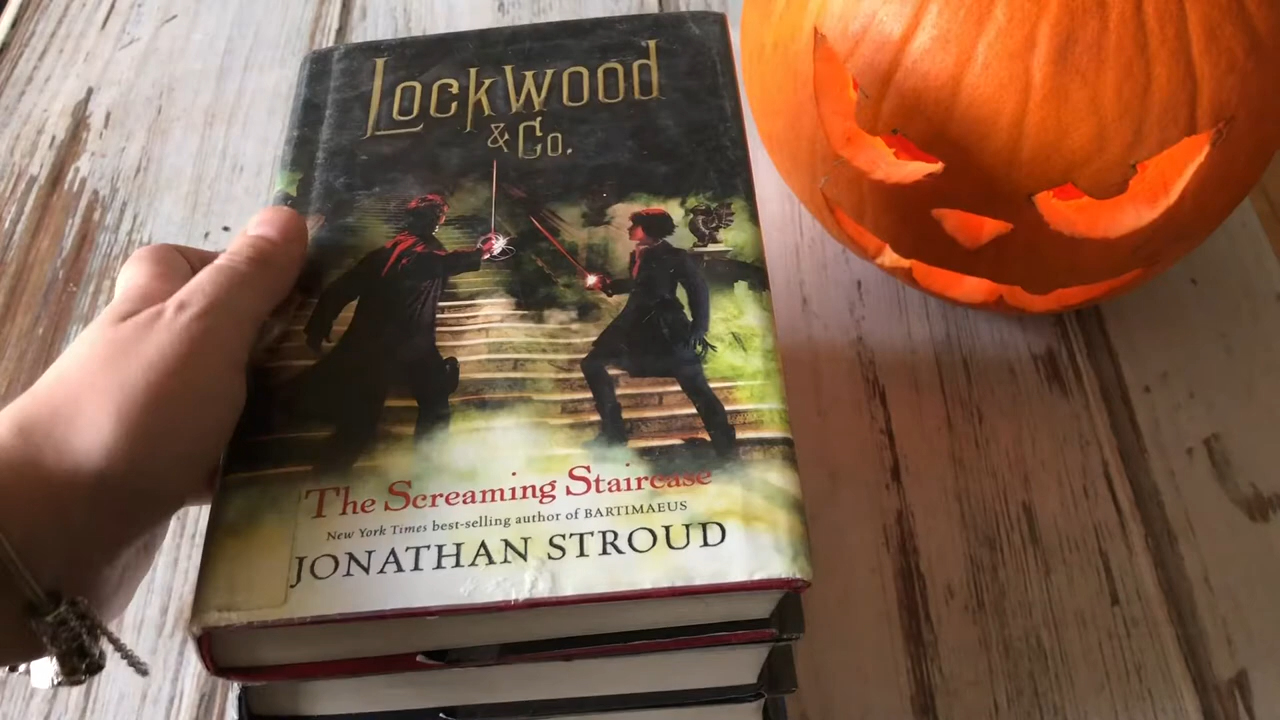 Lockwood
& Co.
The Screaming Staircase
New York Times best-selling author of BARTIMAEUS
JONATHAN STROUD